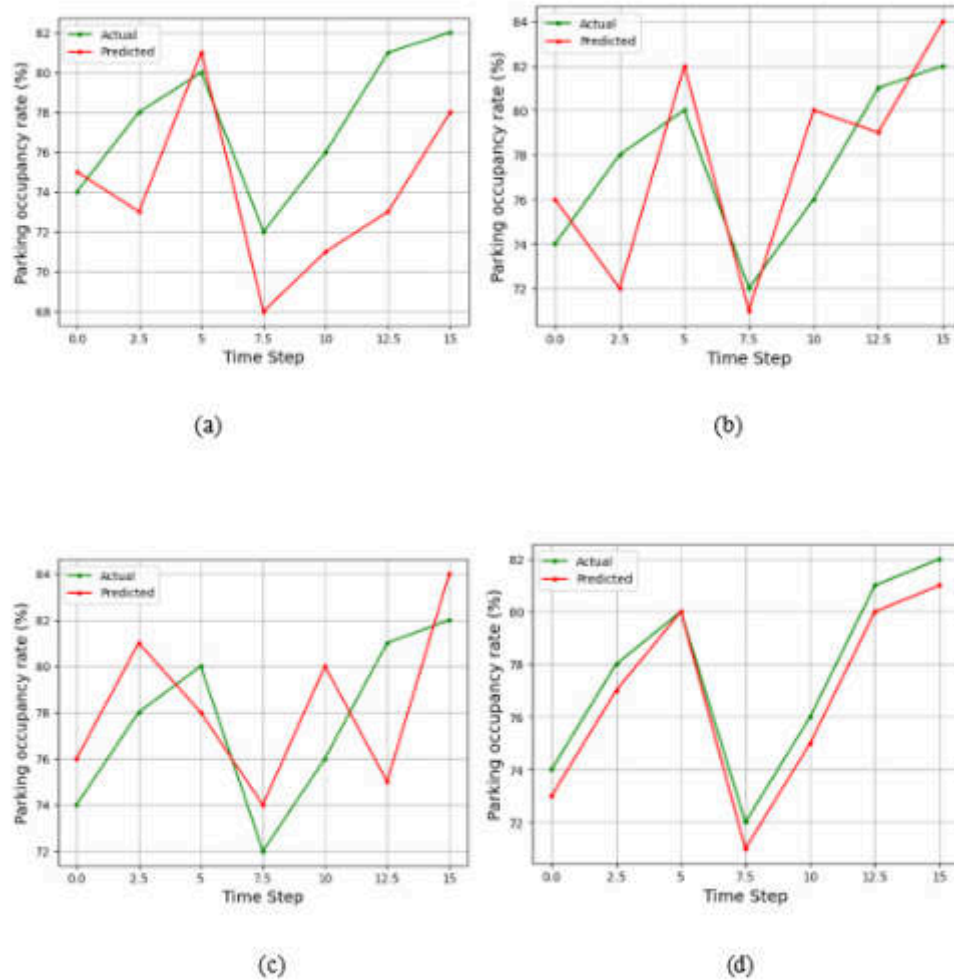 Actual
Predicted
Parking occupancy rate (%)
82
80
78
76
74
72
70
68
0.0 2.5 5 7.5 10 12.5 15
Time Step
(a)
Actual
Predicted
Parking occupancy rate (%)
84
82
80
78
76
74
72
0.0 2.5 5 7.5 10 12.5 15
Time Step
(b)
Actual
Predicted
Parking occupancy rate (%)
84
82
80
78
76
74
72
0.0 2.5 5 7.5 10 12.5 15
Time Step
(c)
Actual
Predicted
Parking occupancy rate (%)
82
80
78
76
74
72
0.0 2.5 5 7.5 10 12.5 15
Time Step
(d)